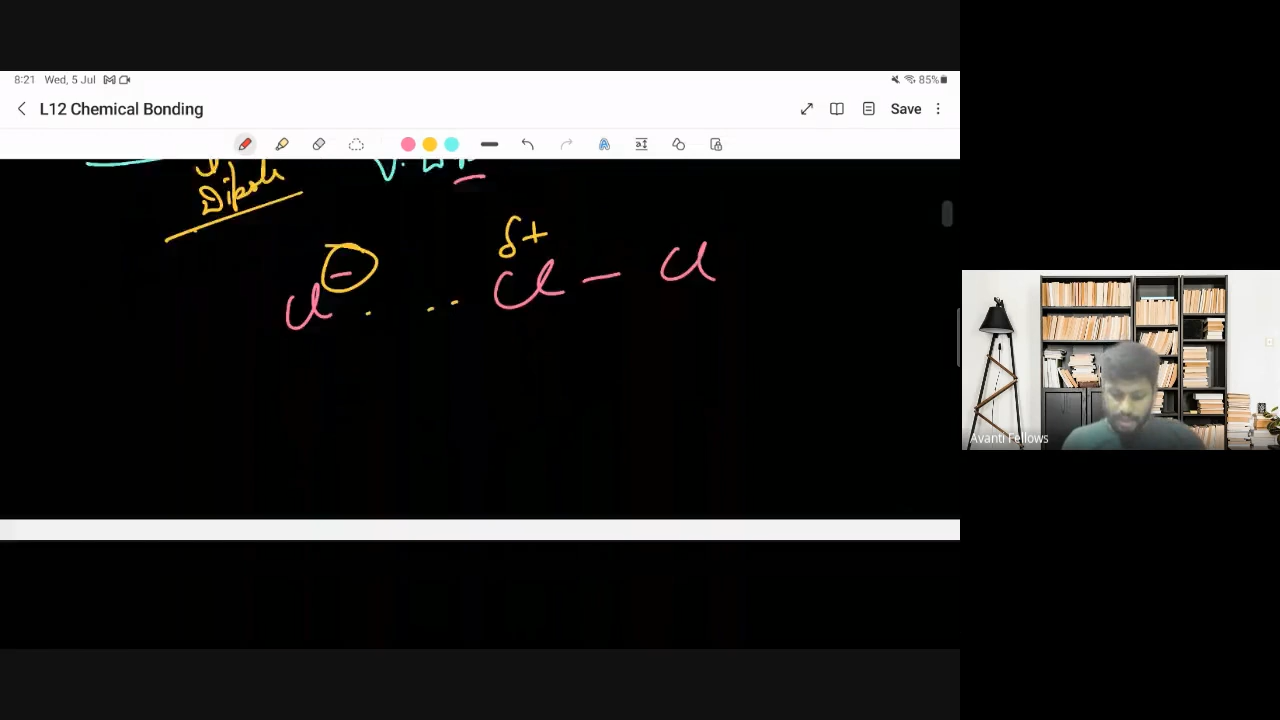 8:21 Wed, 5 Jul 85%
L12 Chemical Bonding Save
Dipole
δ+
Cl⁻ . .. Cl – Cl
Avanti Fellows